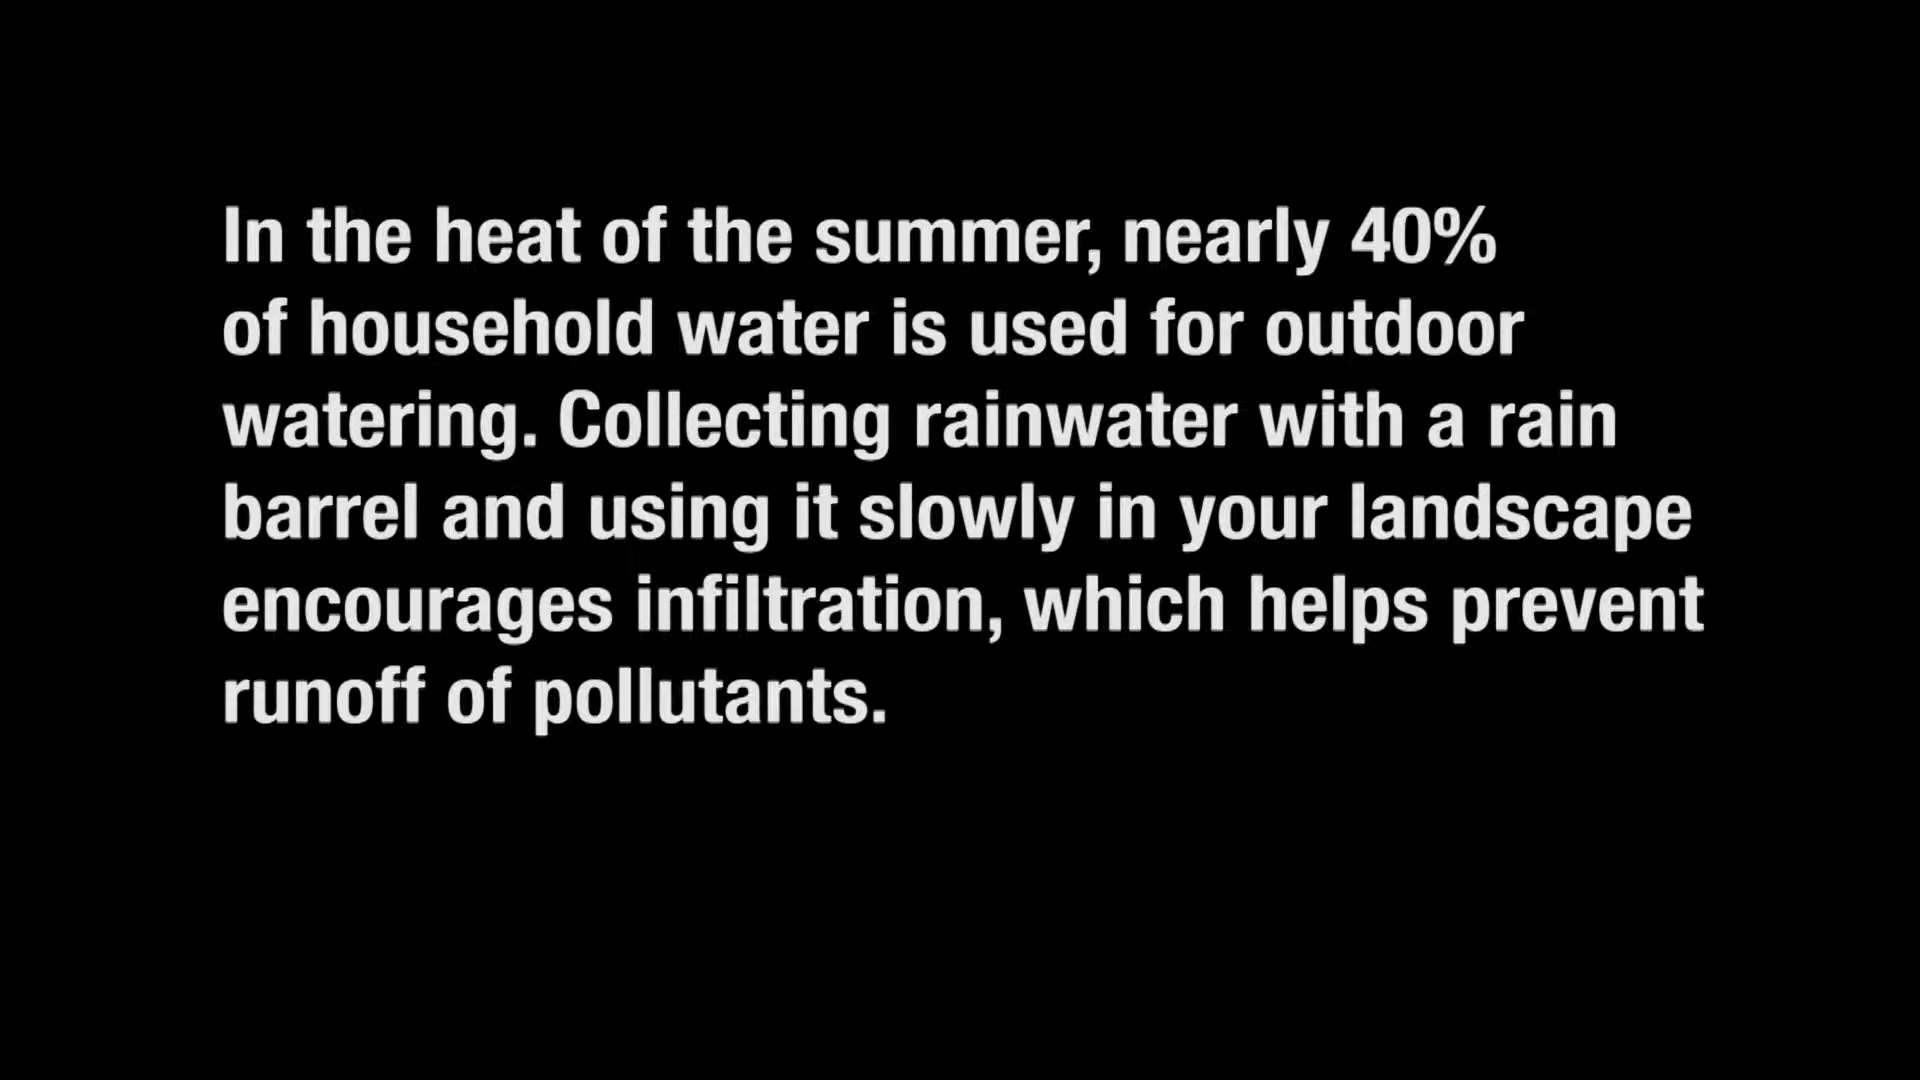 In the heat of the summer, nearly 40%
of household water is used for outdoor
watering. Collecting rainwater with a rain
barrel and using it slowly in your landscape
encourages infiltration, which helps prevent
runoff of pollutants.